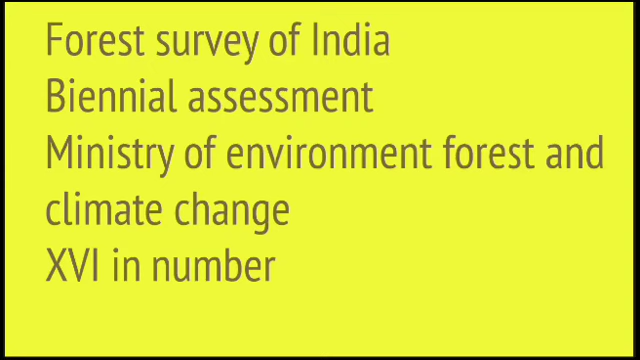 Forest survey of India
Biennial assessment
Ministry of environment forest and
climate change
XVI in number